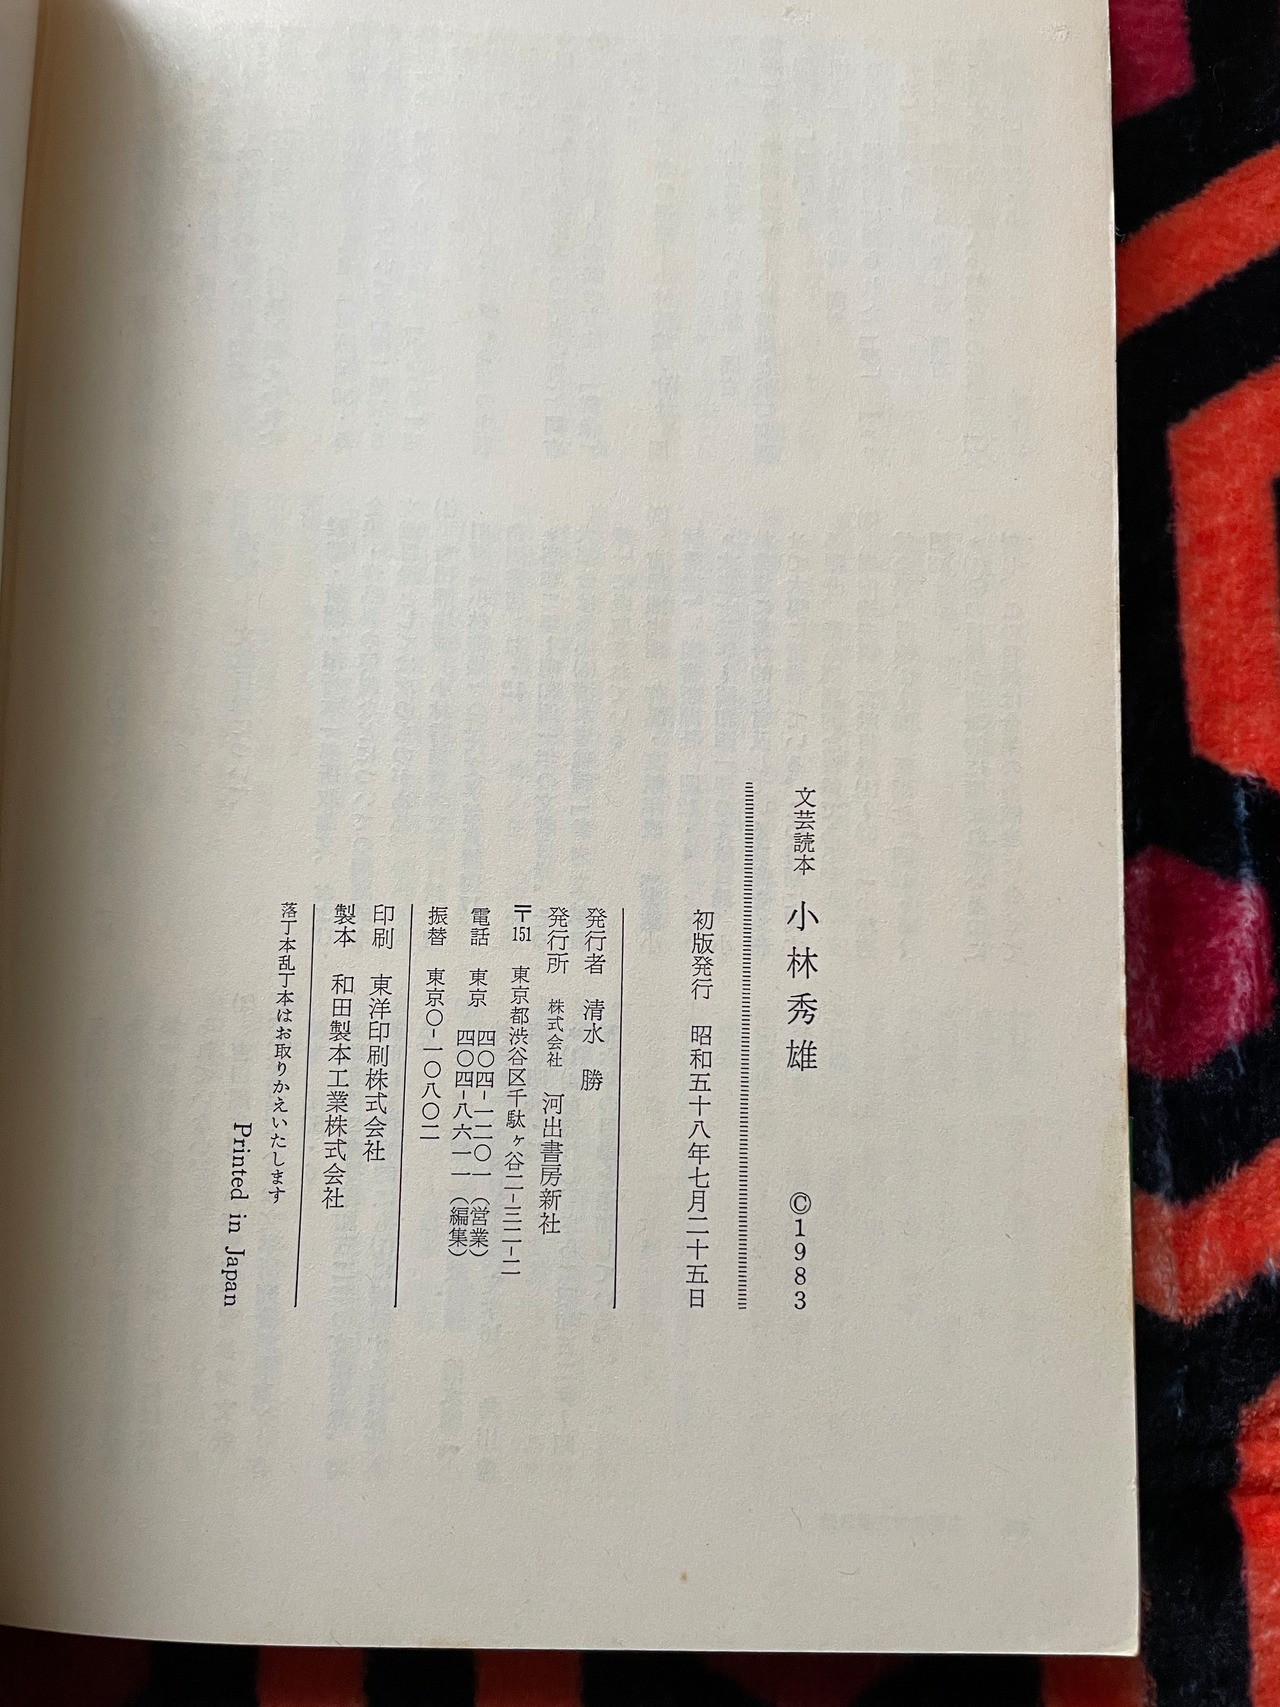 文芸読本 小林秀雄 ©1983
初版発行 昭和五十八年七月二十五日
発行者 清水 勝
発行所 株式会社 河出書房新社
〒151 東京都渋谷区千駄ヶ谷二-三二-二
電話 東京 四〇四-一二〇一(営業)
四〇四-八六一一(編集)
振替 東京〇-一〇八〇二
印刷 東洋印刷株式会社
製本 和田製本工業株式会社
落丁本乱丁本はお取りかえいたします
Printed in Japan